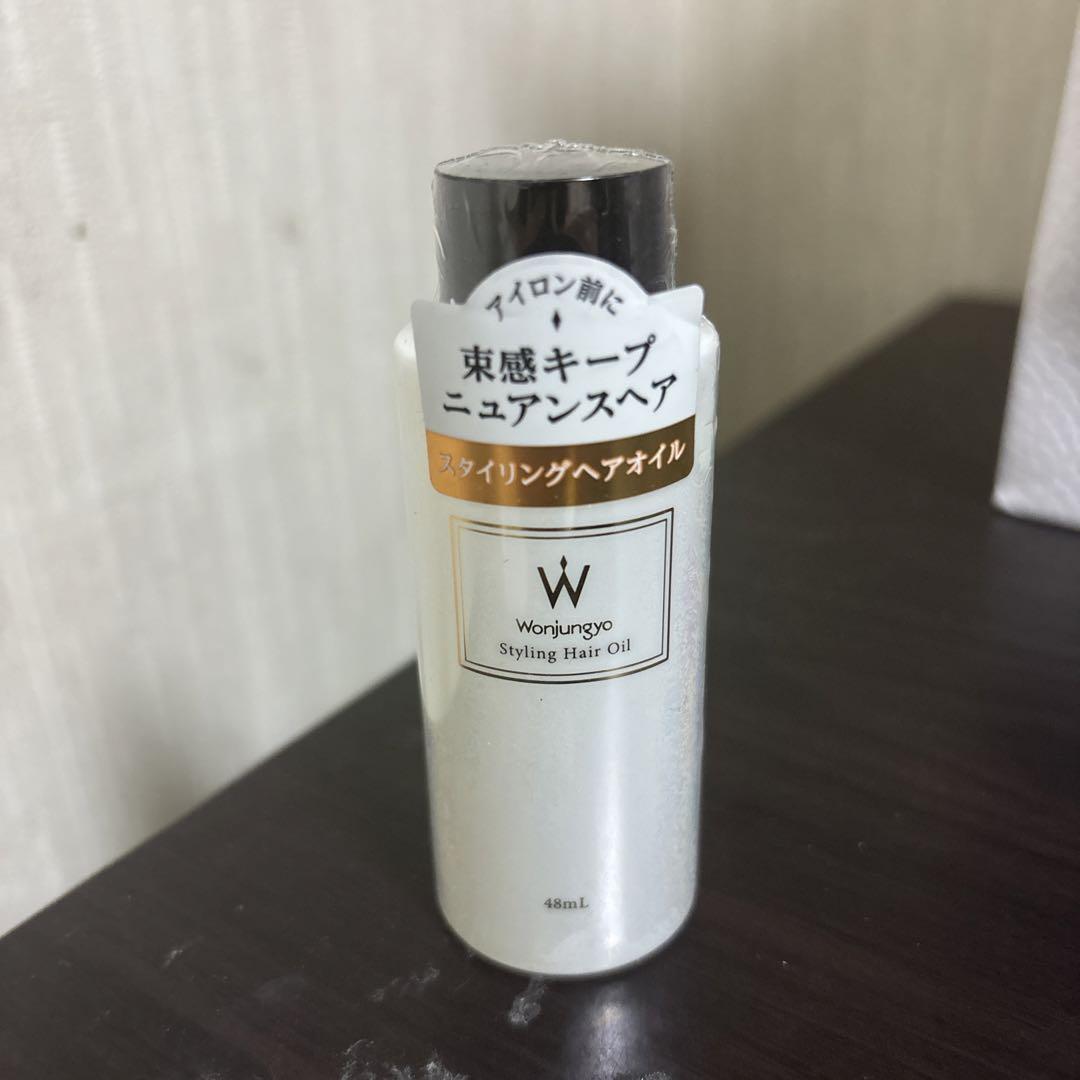 アイロン前に
束感キープ
ニュアンスヘア
スタイリングヘアオイル
W
Wonjungyo
Styling Hair Oil
48mL